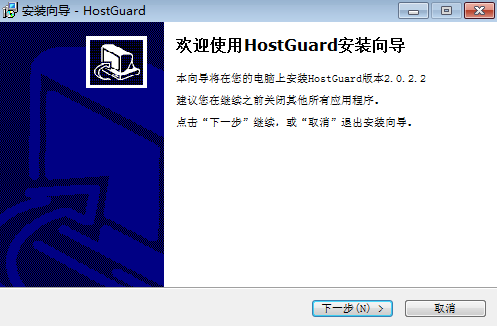 安装向导 - HostGuard
欢迎使用HostGuard安装向导
本向导将在您的电脑上安装HostGuard版本2.0.2.2
建议您在继续之前关闭其他所有应用程序。
点击“下一步”继续，或“取消”退出安装向导。
下一步(N) >
取消